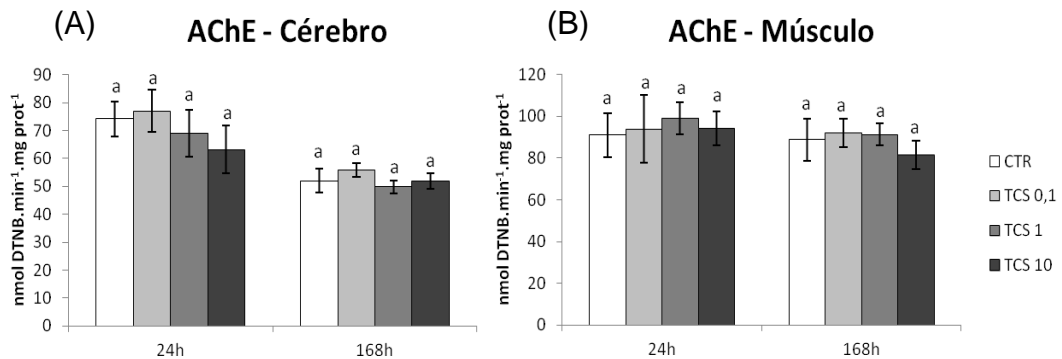 (A) AChE - Cérebro
nmol DTNB.min⁻¹.mg prot⁻¹
90
80
70
60
50
40
30
20
10
0
a a a a
a a a a
24h 168h
(B) AChE - Músculo
nmol DTNB.min⁻¹.mg prot⁻¹
120
100
80
60
40
20
0
a a a a
a a a a
24h 168h
CTR
TCS 0,1
TCS 1
TCS 10